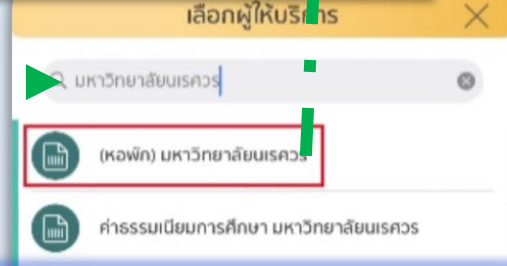 เลือกผู้ให้บริการ
มหาวิทยาลัยนเรศวร
(หอพัก) มหาวิทยาลัยนเรศวร
ค่าธรรมเนียมการศึกษา มหาวิทยาลัยนเรศวร